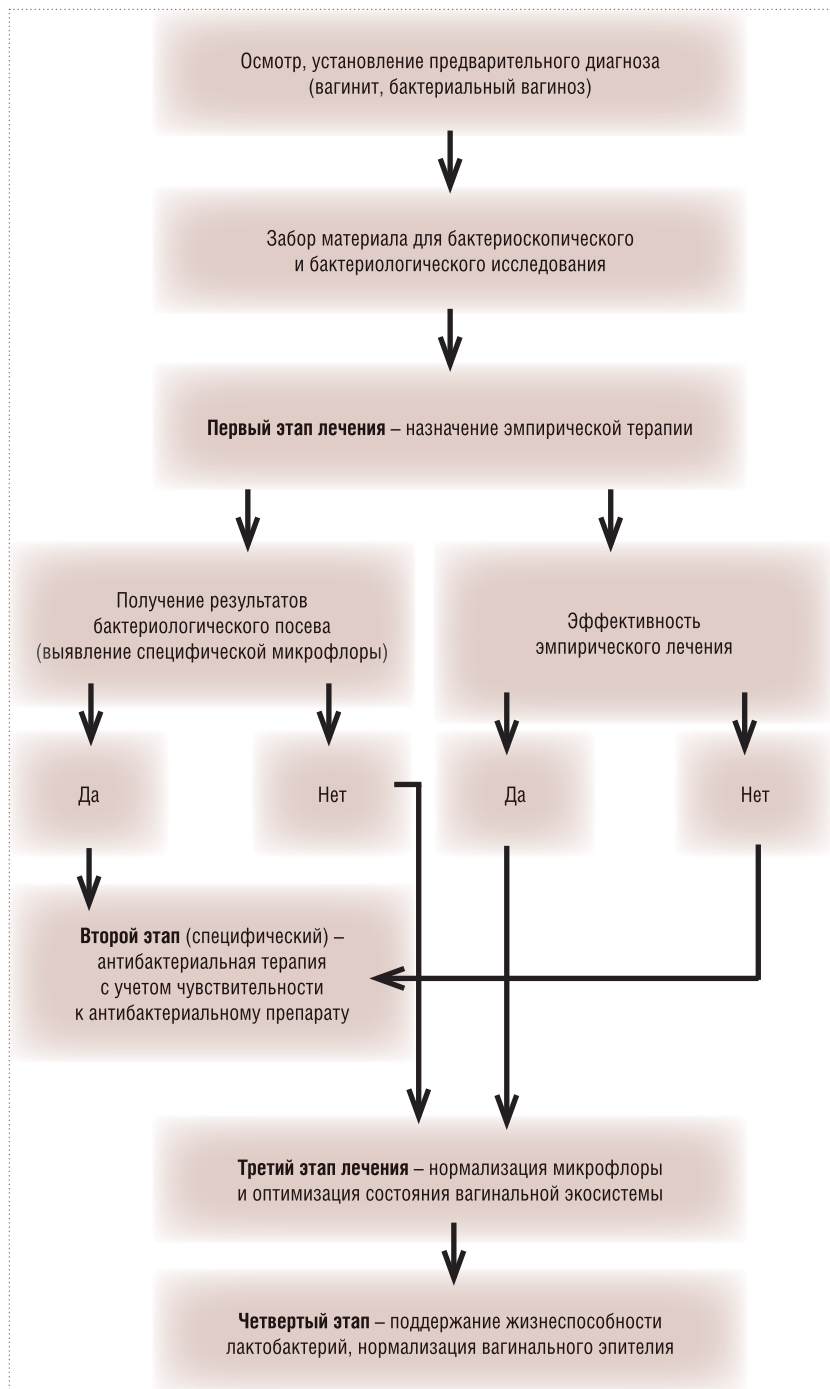 Осмотр, установление предварительного диагноза
(вагинит, бактериальный вагиноз)
Забор материала для бактериоскопического
и бактериологического исследования
Первый этап лечения – назначение эмпирической терапии
Получение результатов
бактериологического посева
(выявление специфической микрофлоры)
Эффективность
эмпирического лечения
Да
Нет
Да
Нет
Второй этап (специфический) –
антибактериальная терапия
с учетом чувствительности
к антибактериальному препарату
Третий этап лечения – нормализация микрофлоры
и оптимизация состояния вагинальной экосистемы
Четвертый этап – поддержание жизнеспособности
лактобактерий, нормализация вагинального эпителия